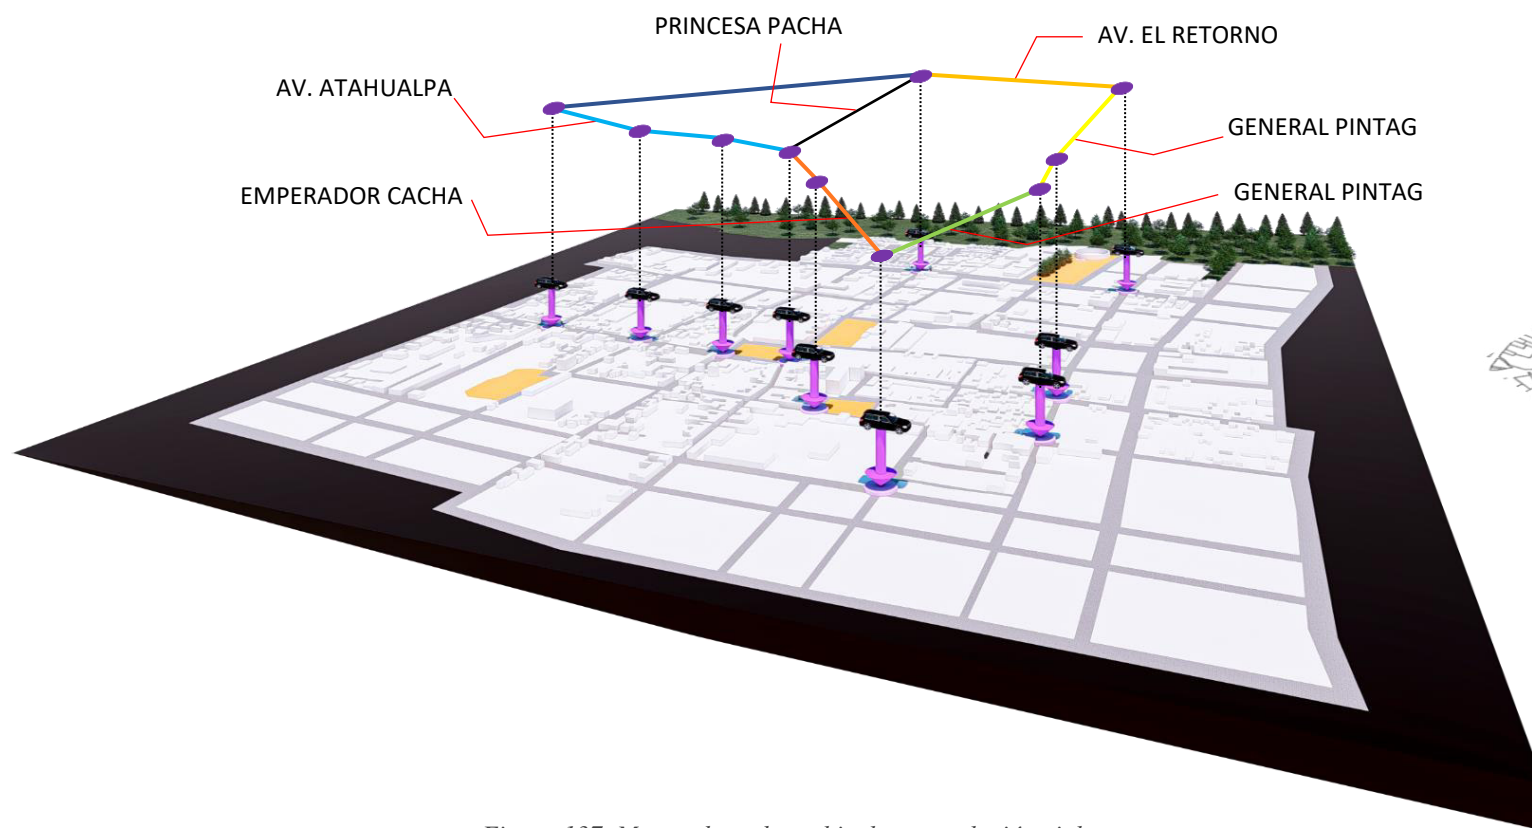 PRINCESA PACHA
AV. EL RETORNO
AV. ATAHUALPA
GENERAL PINTAG
EMPERADOR CACHA
GENERAL PINTAG